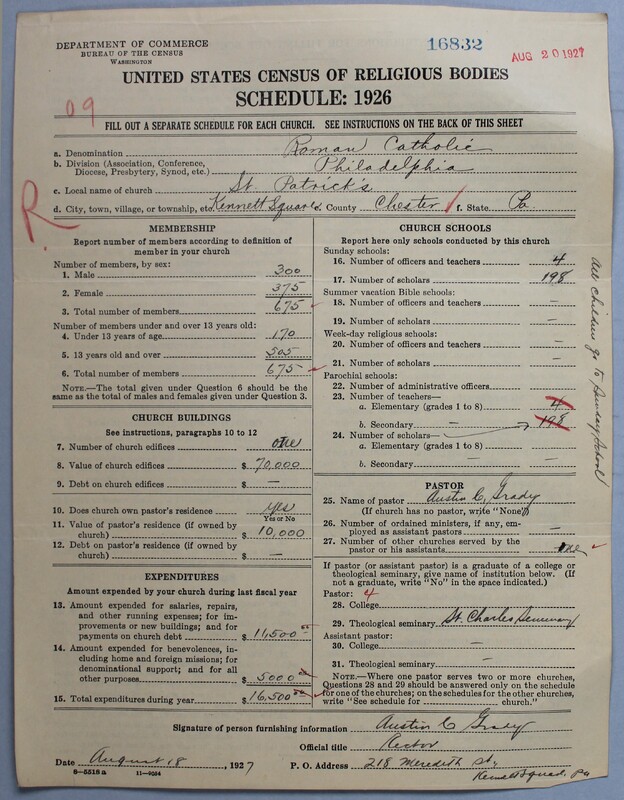 DEPARTMENT OF COMMERCE
BUREAU OF THE CENSUS
WASHINGTON
16832
AUG 20 1927
UNITED STATES CENSUS OF RELIGIOUS BODIES
SCHEDULE: 1926
09
FILL OUT A SEPARATE SCHEDULE FOR EACH CHURCH. SEE INSTRUCTIONS ON THE BACK OF THIS SHEET
a. Denomination Roman Catholic
b. Division (Association, Conference, Diocese, Presbytery, Synod, etc.) Philadelphia
c. Local name of church St. Patrick's
d. City, town, village, or township, etc. Kennett Square. County Chester f. State Pa.
R.
MEMBERSHIP
Report number of members according to definition of
member in your church
Number of members, by sex:
1. Male 300
2. Female 375
3. Total number of members 675
Number of members under and over 13 years old:
4. Under 13 years of age 170
5. 13 years old and over 505
6. Total number of members 675
NOTE.—The total given under Question 6 should be
same as the total of males and females given under Question 3.
CHURCH BUILDINGS
See instructions, paragraphs 10 to 12
7. Number of church edifices one
8. Value of church edifices $ 70,000
9. Debt on church edifices $ —
10. Does church own pastor's residence yes
Yes or No
11. Value of pastor's residence (if owned by
church) $ 10,000
12. Debt on pastor's residence (if owned by
church) $ —
EXPENDITURES
Amount expended by your church during last fiscal year
13. Amount expended for salaries, repairs,
and other running expenses; for im-
provements or new buildings; and for
payments on church debt $ 11,500 00
14. Amount expended for benevolences, in-
cluding home and foreign missions; for
denominational support; and for all
other purposes $ 5000 00
15. Total expenditures during year $ 16,500 00
CHURCH SCHOOLS
Report here only schools conducted by this church
Sunday schools:
16. Number of officers and teachers 4
17. Number of scholars 198
Summer vacation Bible schools:
18. Number of officers and teachers —
19. Number of scholars —
Week-day religious schools:
20. Number of officers and teachers —
21. Number of scholars —
Parochial schools:
22. Number of administrative officers —
23. Number of teachers—
a. Elementary (grades 1 to 8) 4
b. Secondary — 198
24. Number of scholars—
a. Elementary (grades 1 to 8) —
b. Secondary — —
All children go to Sunday School
PASTOR
25. Name of pastor Austin C. Grady
(If church has no pastor, write "None")
26. Number of ordained ministers, if any, em-
ployed as assistant pastors —
27. Number of other churches served by the
pastor or his assistants one
If pastor (or assistant pastor) is a graduate of a college or
theological seminary, give name of institution below. (If
not a graduate, write "No" in the space indicated.)
Pastor: 4
28. College
29. Theological seminary St. Charles Seminary
Assistant pastor:
30. College —
31. Theological seminary —
NOTE.—Where one pastor serves two or more churches,
Questions 28 and 29 should be answered only on the schedule
for one of the churches; on the schedules for the other churches,
write "See schedule for church."
Signature of person furnishing information Austin C Grady
Official title Rector
Date August 18, 1927 P. O. Address 218 Meredith St.,
Kennett Square. Pa
8—5518a 11—9054